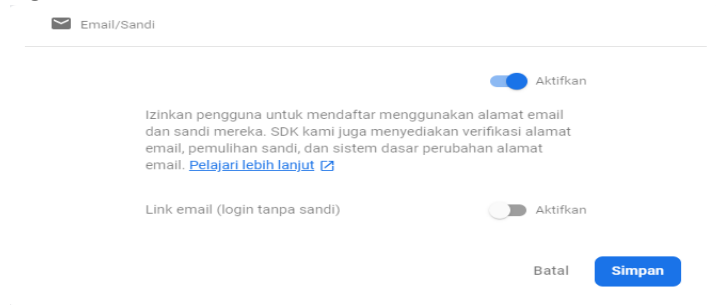 Email/Sandi
Aktifkan
Izinkan pengguna untuk mendaftar menggunakan alamat email
dan sandi mereka. SDK kami juga menyediakan verifikasi alamat
email, pemulihan sandi, dan sistem dasar perubahan alamat
email. Pelajari lebih lanjut
Link email (login tanpa sandi) Aktifkan
Batal Simpan